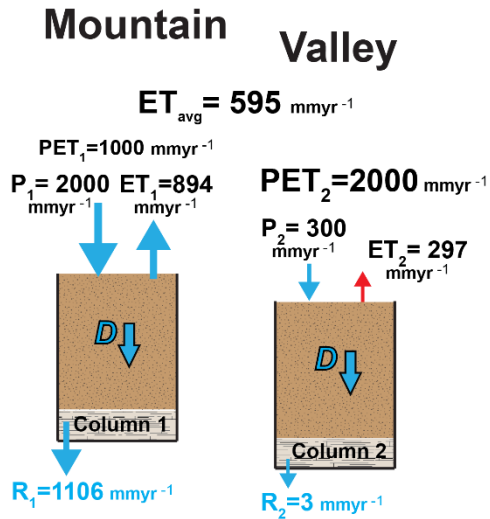 Mountain
Valley
ETavg= 595 mmyr-1
PET1=1000 mmyr-1
P1= 2000 ET1=894
mmyr-1 mmyr-1
PET2=2000 mmyr-1
P2= 300
mmyr-1
ET2= 297
mmyr-1
D
D
Column 1
Column 2
R1=1106 mmyr-1
R2=3 mmyr-1